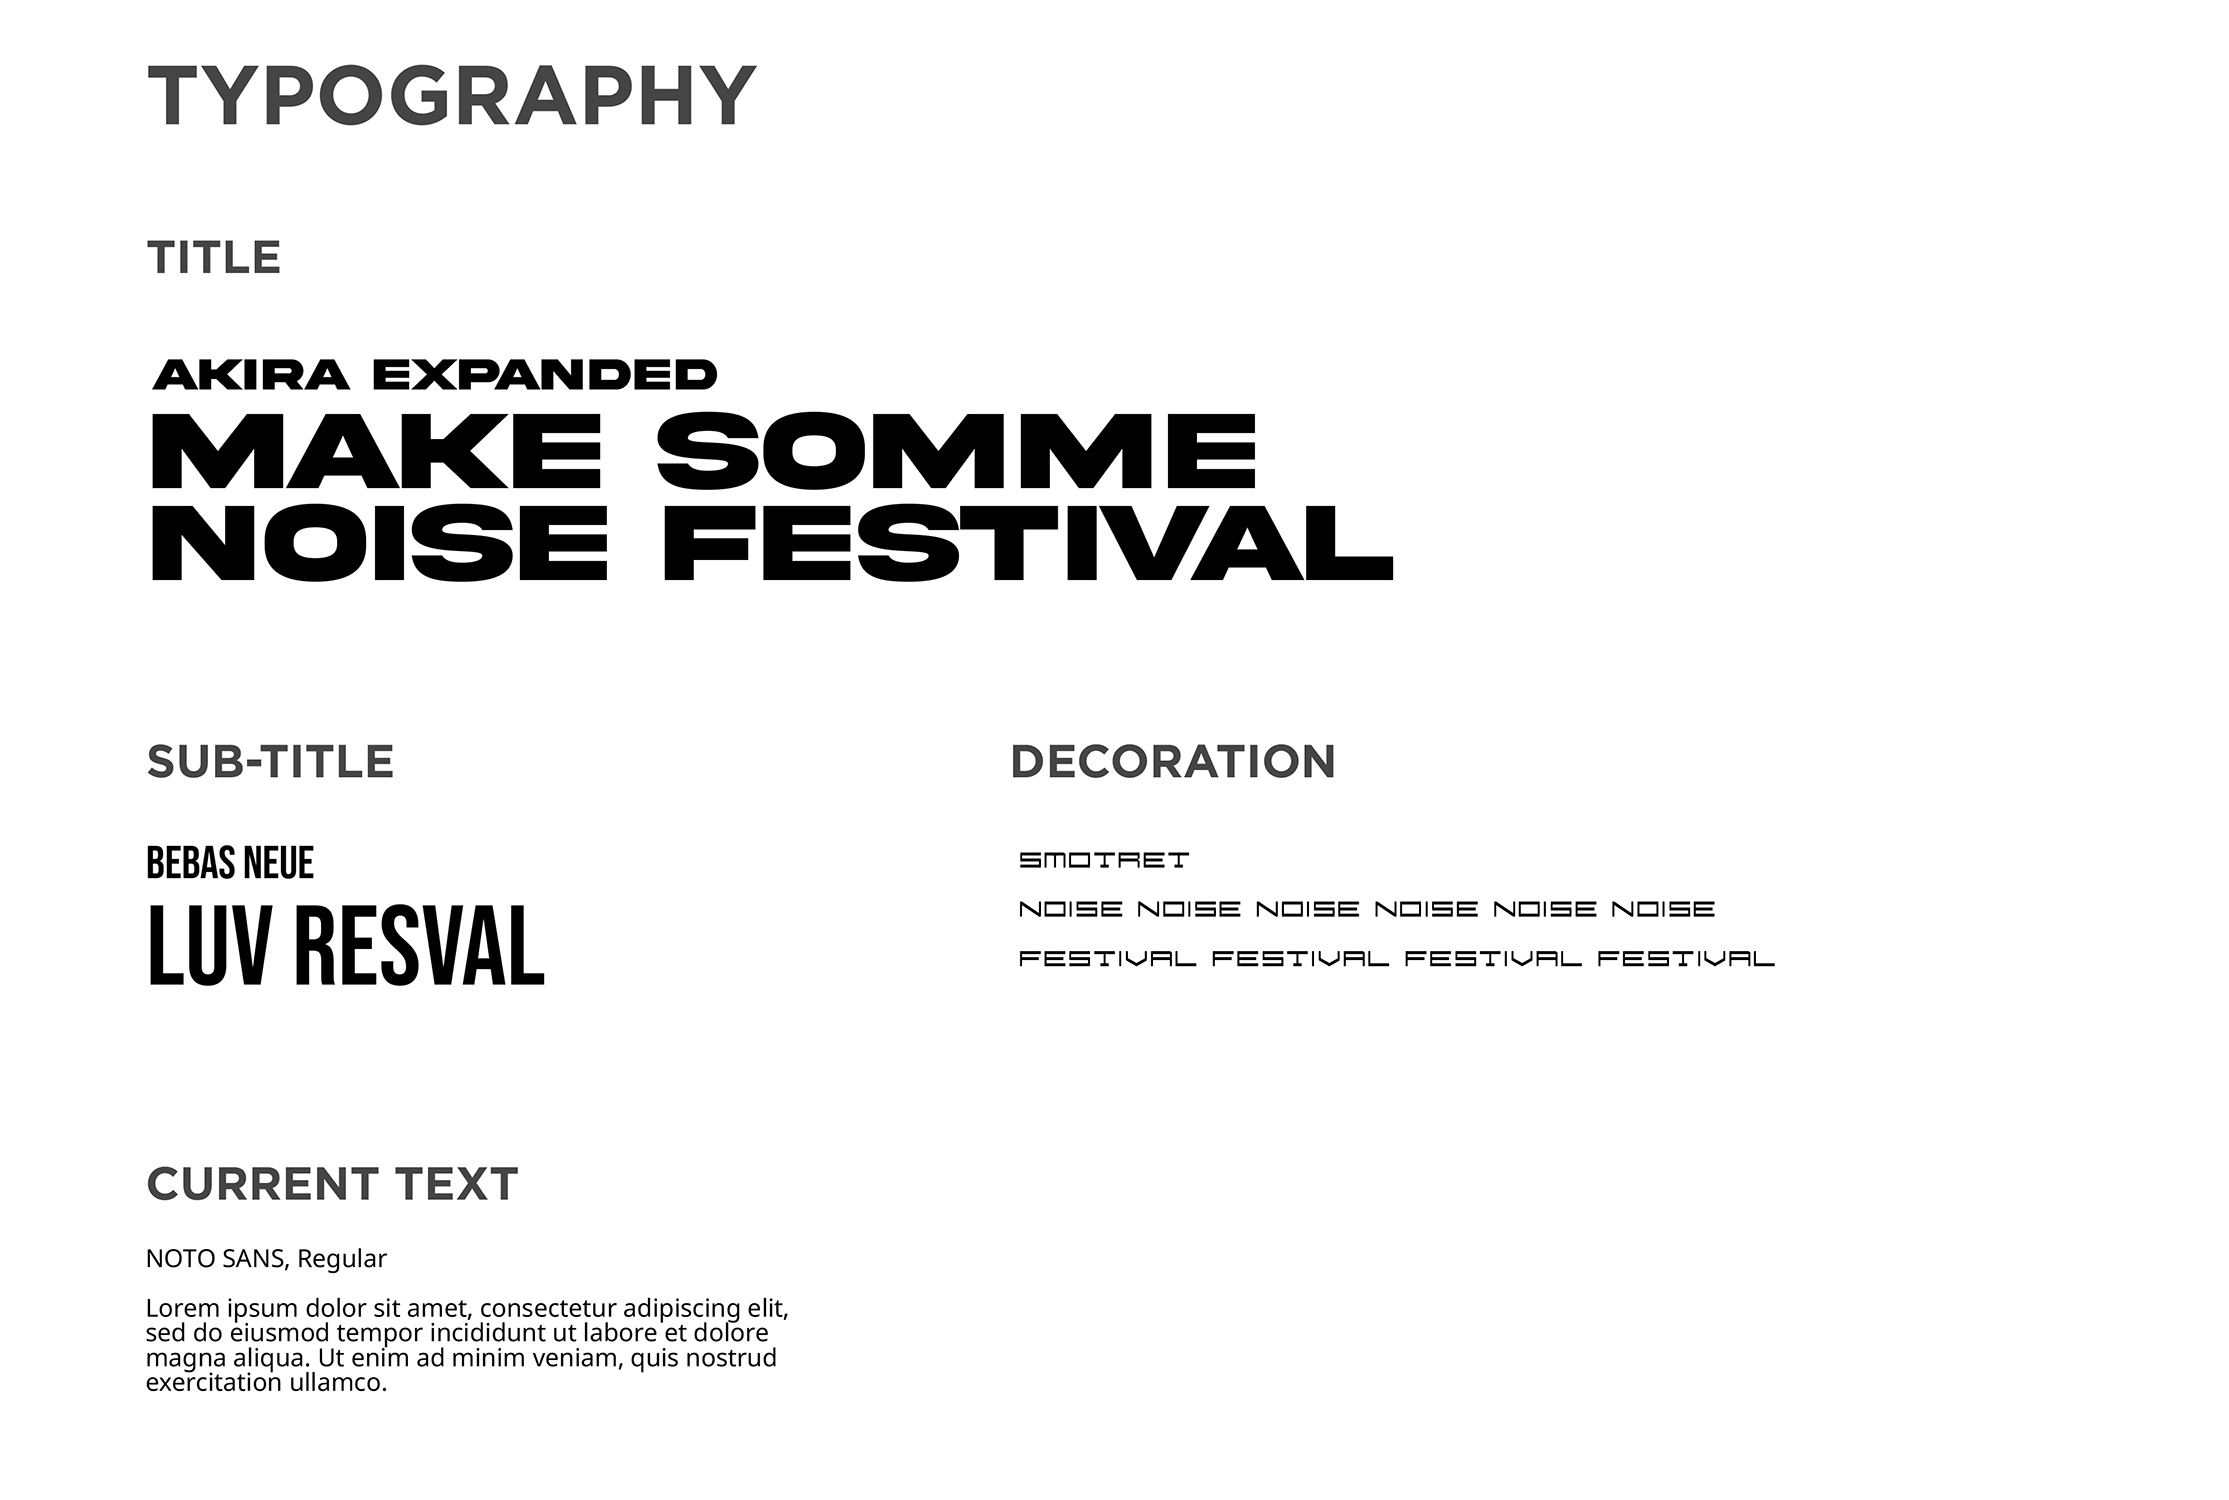 TYPOGRAPHY
TITLE
AKIRA EXPANDED
MAKE SOMME
NOISE FESTIVAL
SUB-TITLE
BEBAS NEUE
LUV RESVAL
DECORATION
SMOTRET
NOISE NOISE NOISE NOISE NOISE NOISE
FESTIVAL FESTIVAL FESTIVAL FESTIVAL
CURRENT TEXT
NOTO SANS, Regular
Lorem ipsum dolor sit amet, consectetur adipiscing elit,
sed do eiusmod tempor incididunt ut labore et dolore
magna aliqua. Ut enim ad minim veniam, quis nostrud
exercitation ullamco.